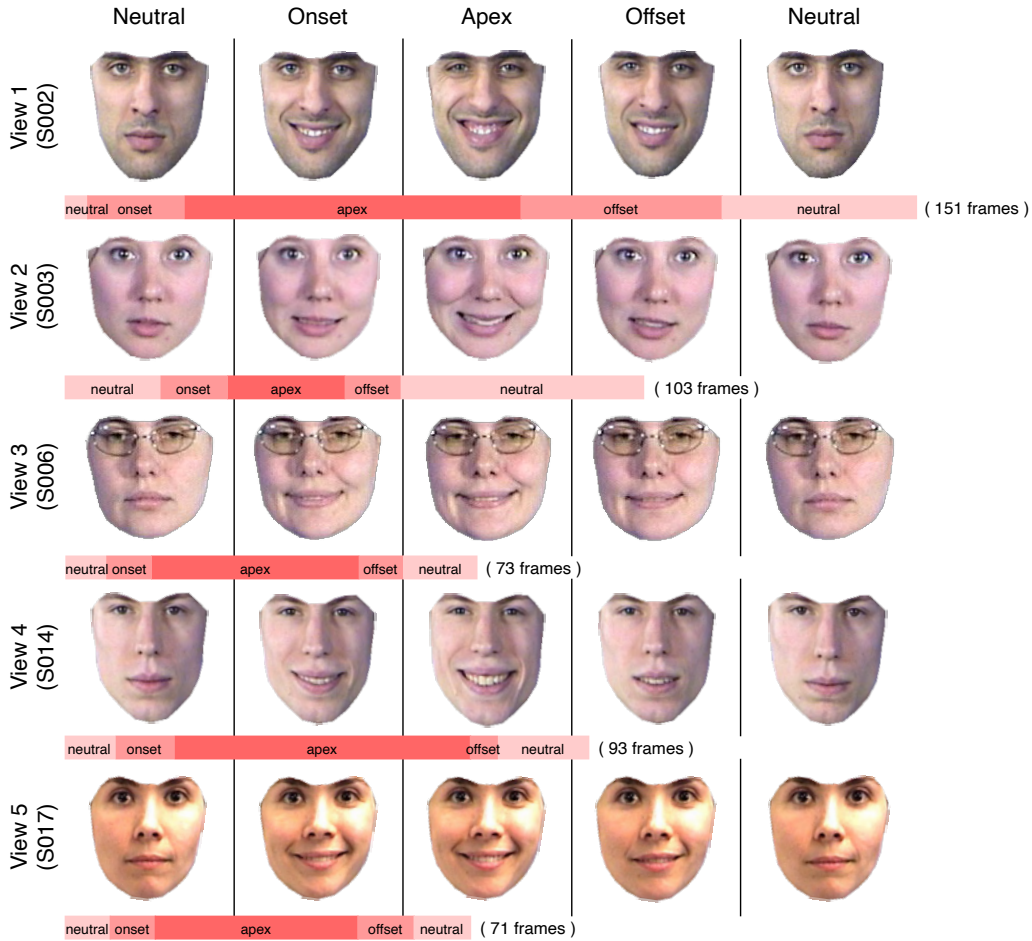 Neutral Onset Apex Offset Neutral
View 1
(S002)
neutral onset apex offset neutral ( 151 frames )
View 2
(S003)
neutral onset apex offset neutral ( 103 frames )
View 3
(S006)
neutral onset apex offset neutral ( 73 frames )
View 4
(S014)
neutral onset apex offset neutral ( 93 frames )
View 5
(S017)
neutral onset apex offset neutral ( 71 frames )